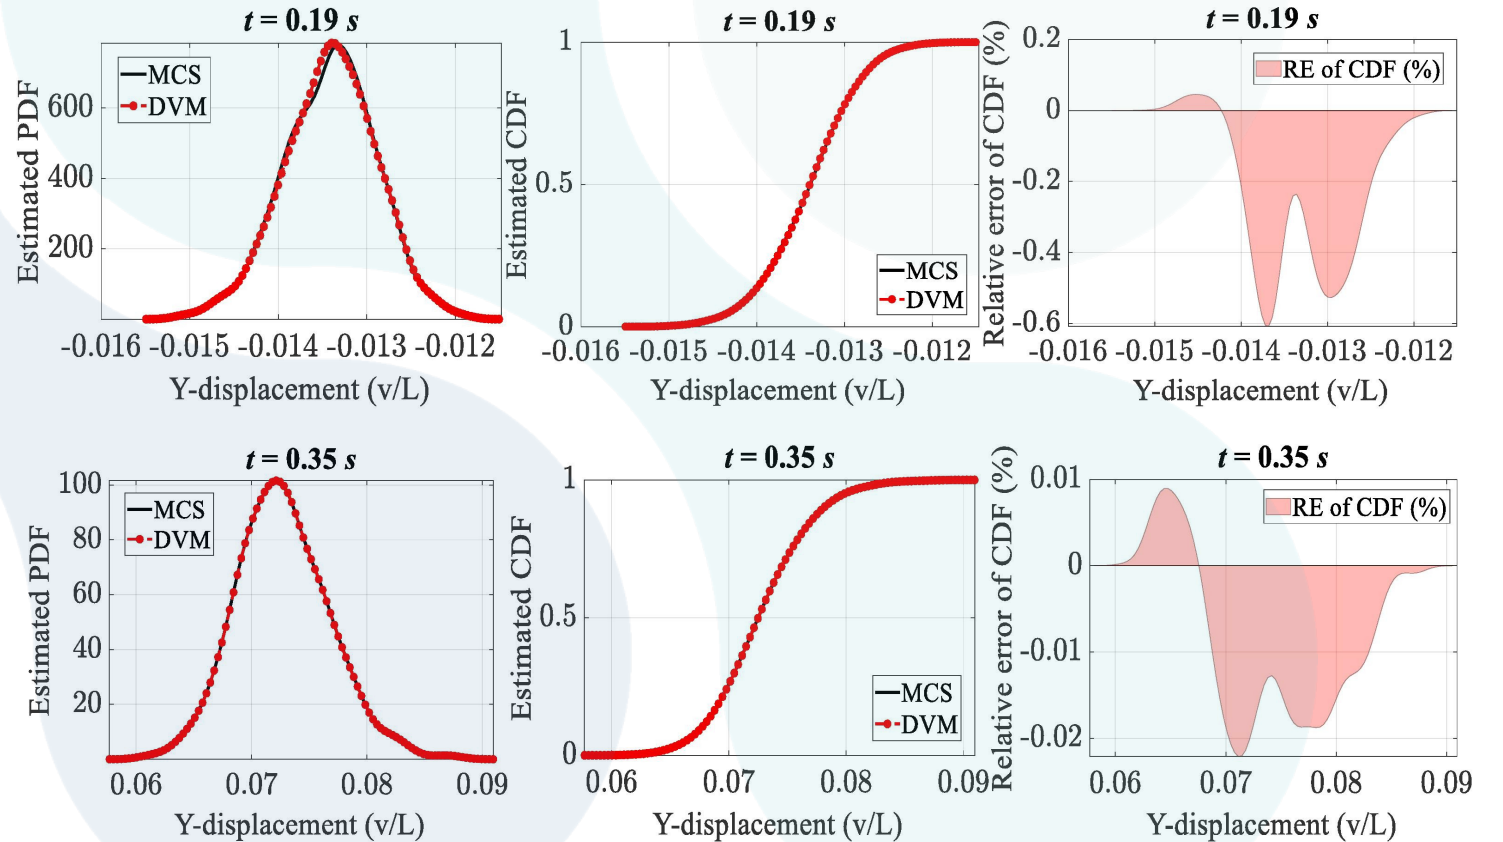 t = 0.19 s
Estimated PDF
600
400
200
MCS
DVM
-0.016 -0.015 -0.014 -0.013 -0.012
Y-displacement (v/L)
t = 0.19 s
Estimated CDF
1
0.5
0
MCS
DVM
-0.016 -0.015 -0.014 -0.013 -0.012
Y-displacement (v/L)
t = 0.19 s
Relative error of CDF (%)
0.2
0
-0.2
-0.4
-0.6
RE of CDF (%)
-0.016 -0.015 -0.014 -0.013 -0.012
Y-displacement (v/L)
t = 0.35 s
Estimated PDF
100
80
60
40
20
MCS
DVM
0.06 0.07 0.08 0.09
Y-displacement (v/L)
t = 0.35 s
Estimated CDF
1
0.5
0
MCS
DVM
0.06 0.07 0.08 0.09
Y-displacement (v/L)
t = 0.35 s
Relative error of CDF (%)
0.01
0
-0.01
-0.02
RE of CDF (%)
0.06 0.07 0.08 0.09
Y-displacement (v/L)